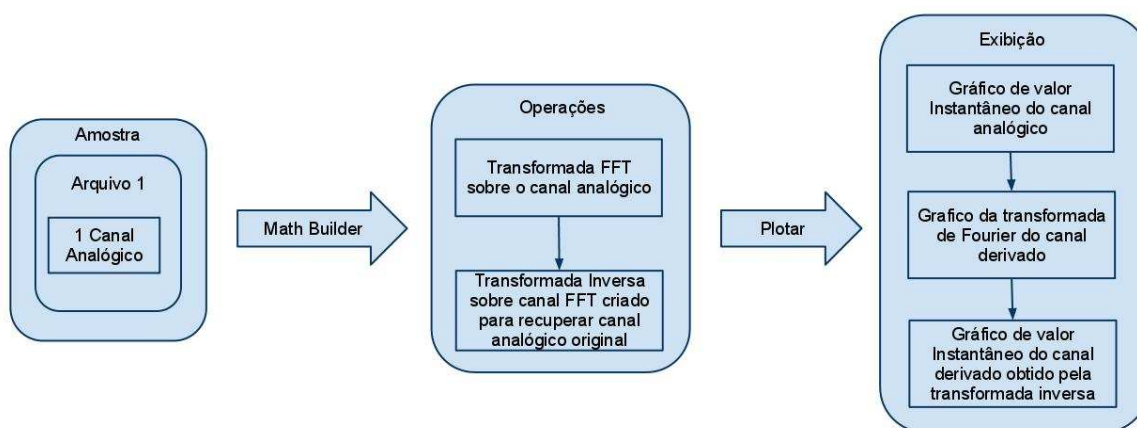 Amostra
Arquivo 1
1 Canal
Analógico
Math Builder
Operações
Transformada FFT
sobre o canal analógico
Transformada Inversa
sobre canal FFT criado
para recuperar canal
analógico original
Plotar
Exibição
Gráfico de valor
Instantâneo do canal
analógico
Grafico da transformada
de Fourier do canal
derivado
Gráfico de valor
Instantâneo do canal
derivado obtido pela
transformada inversa